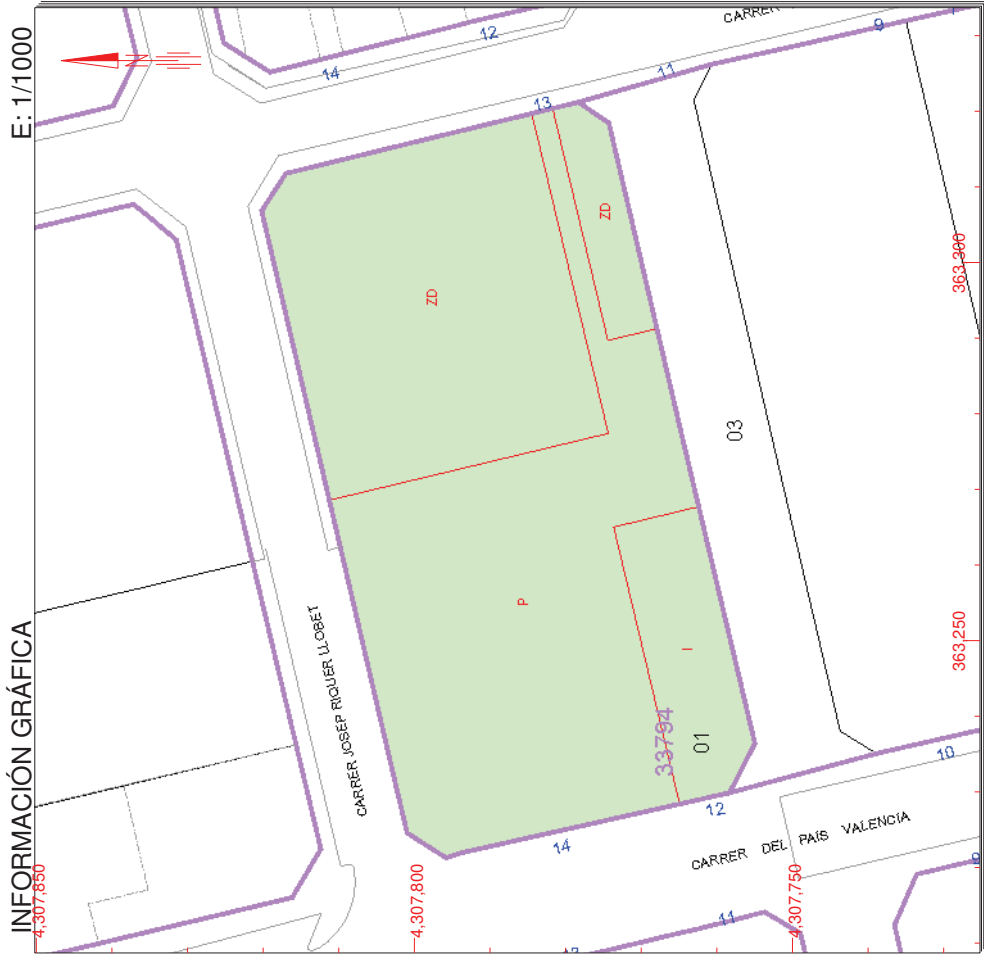 INFORMACIÓN GRÁFICA
E: 1/1000
N
CARRER
12
14
9
11
13
ZD
ZD
363,300
03
P
CARRER JOSEP RIQUER LLOBET
I
363,250
33794
01
10
12
14
CARRER DEL PAIS VALENCIA
4,307,850
4,307,800
4,307,750
11
9